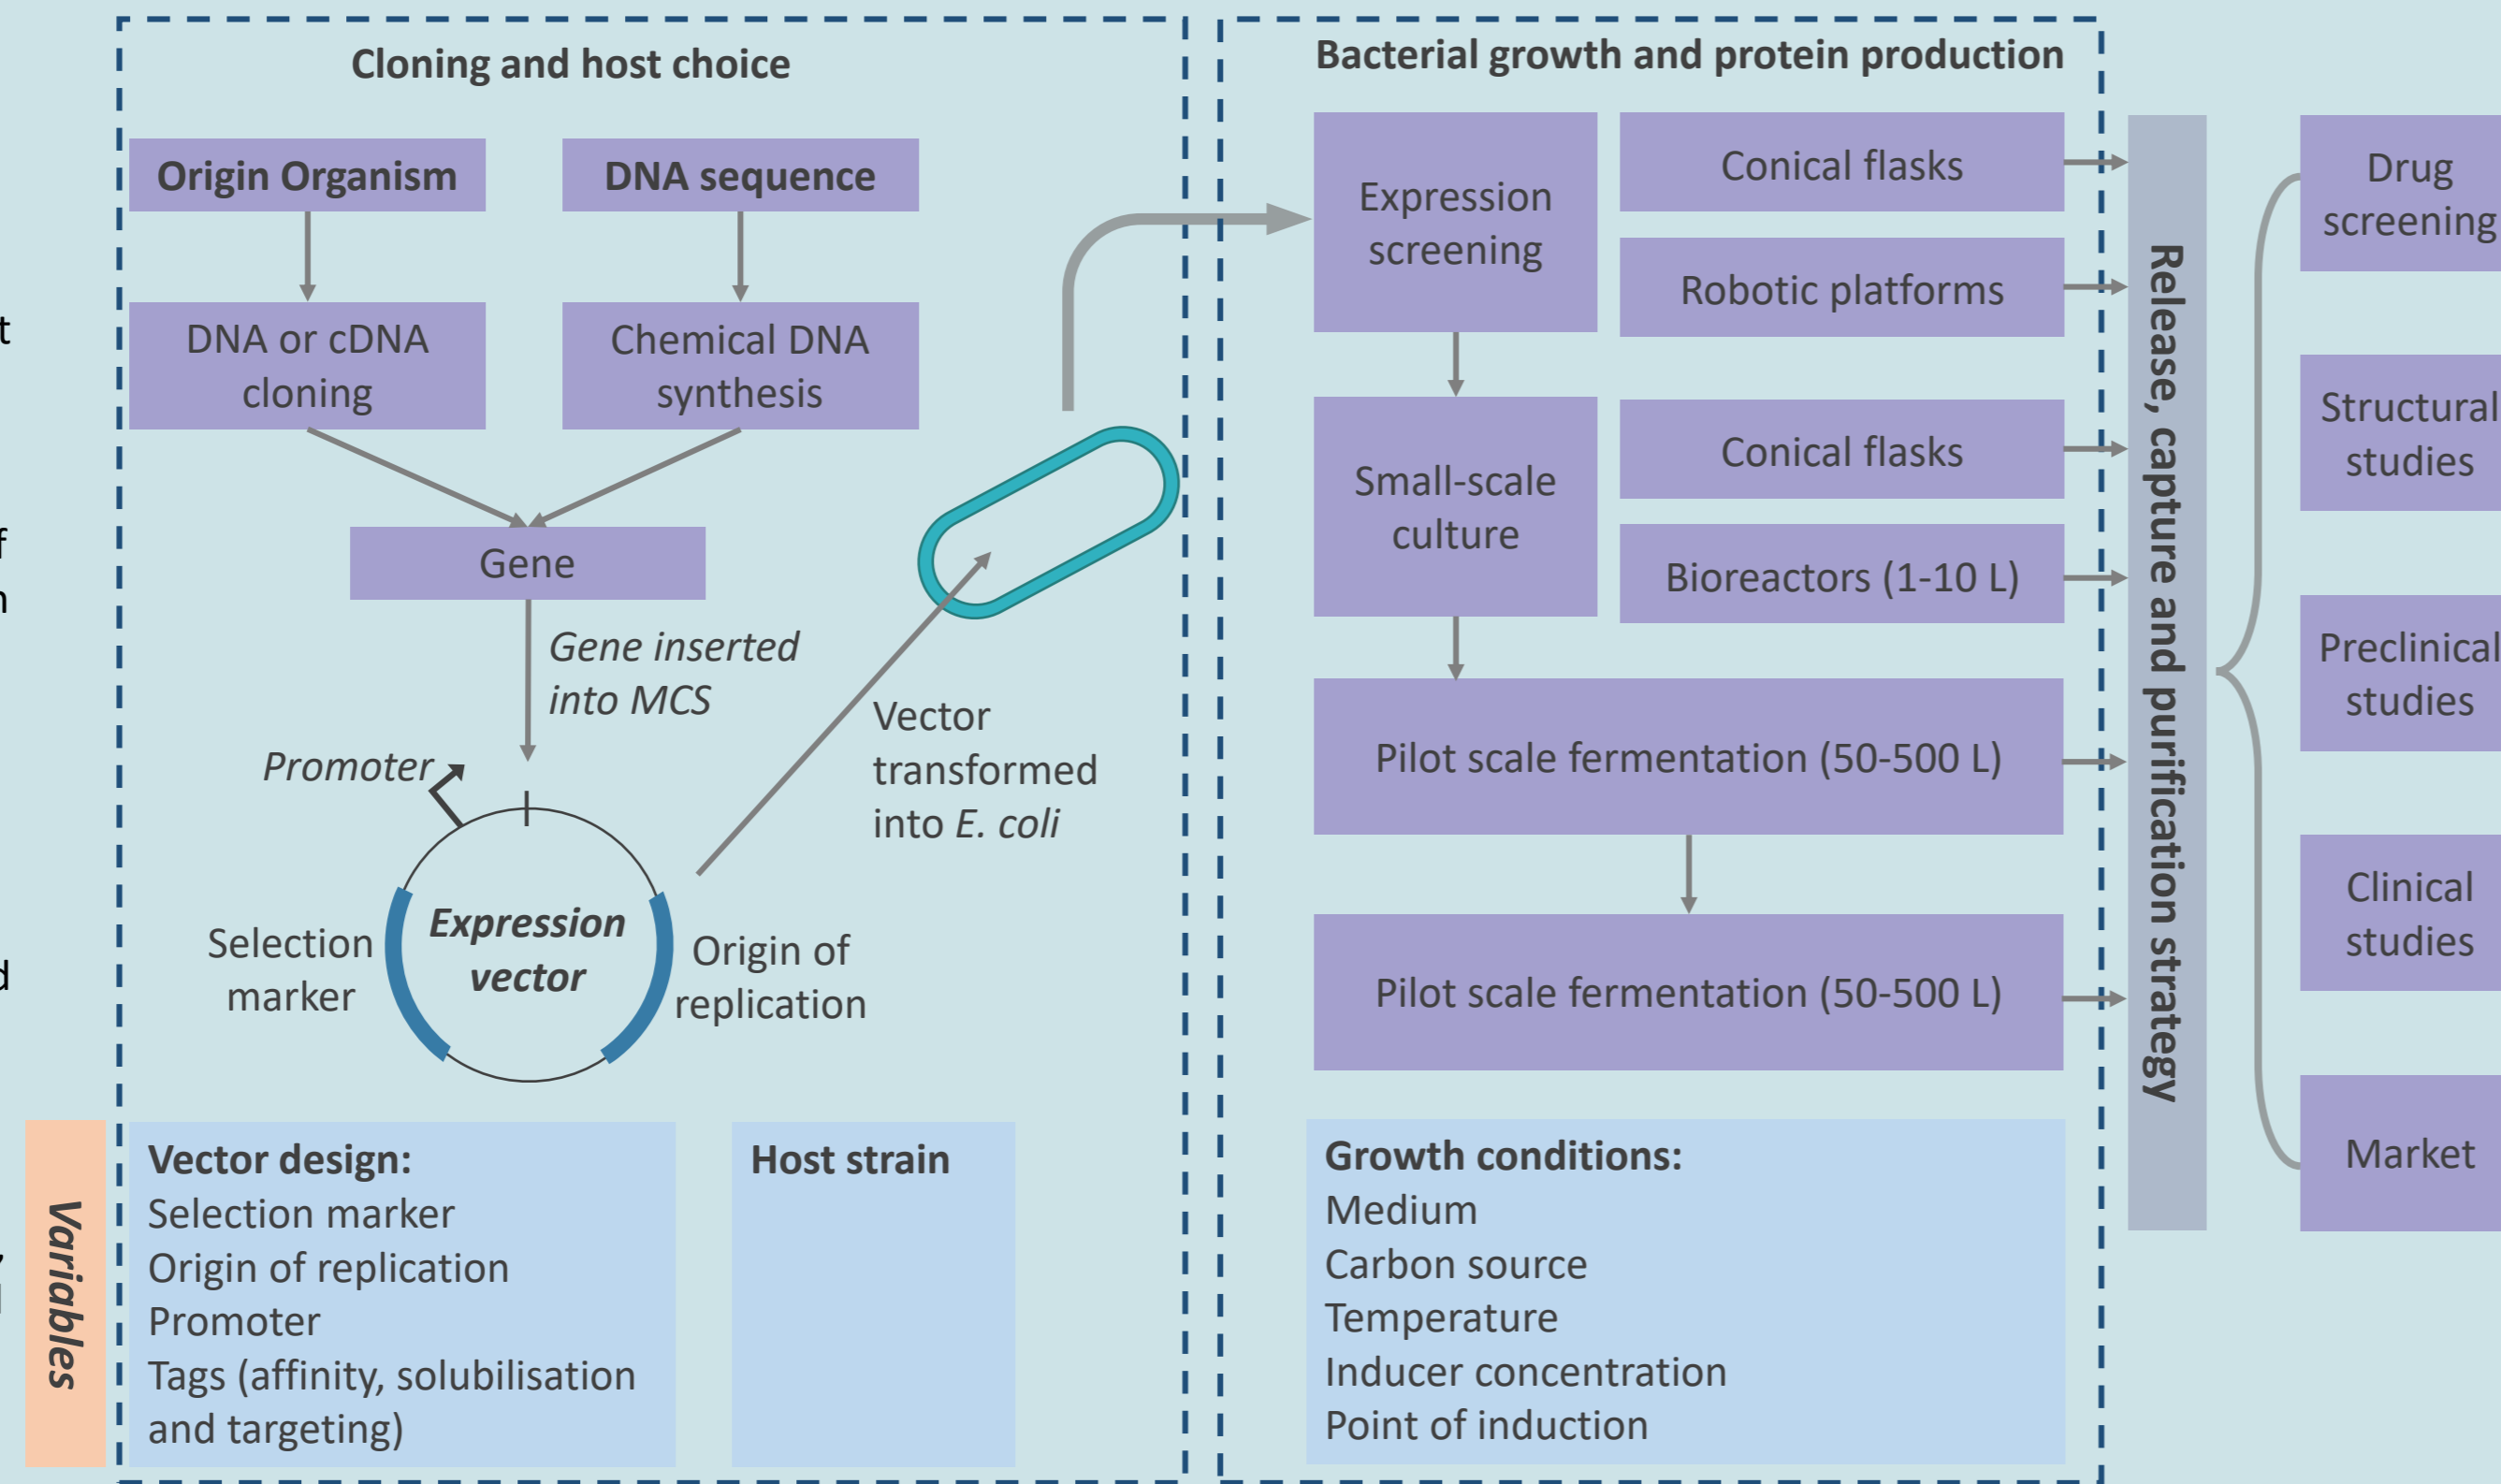 Cloning and host choice
Origin Organism
DNA sequence
DNA or cDNA
cloning
Chemical DNA
synthesis
Gene
Gene inserted
into MCS
Promoter
Expression
vector
Selection
marker
Origin of
replication
Vector
transformed
into E. coli
Variables
Vector design:
Selection marker
Origin of replication
Promoter
Tags (affinity, solubilisation
and targeting)
Host strain
Bacterial growth and protein production
Expression
screening
Conical flasks
Robotic platforms
Small-scale
culture
Conical flasks
Bioreactors (1-10 L)
Pilot scale fermentation (50-500 L)
Pilot scale fermentation (50-500 L)
Growth conditions:
Medium
Carbon source
Temperature
Inducer concentration
Point of induction
Release, capture and purification strategy
Drug
screening
Structural
studies
Preclinical
studies
Clinical
studies
Market